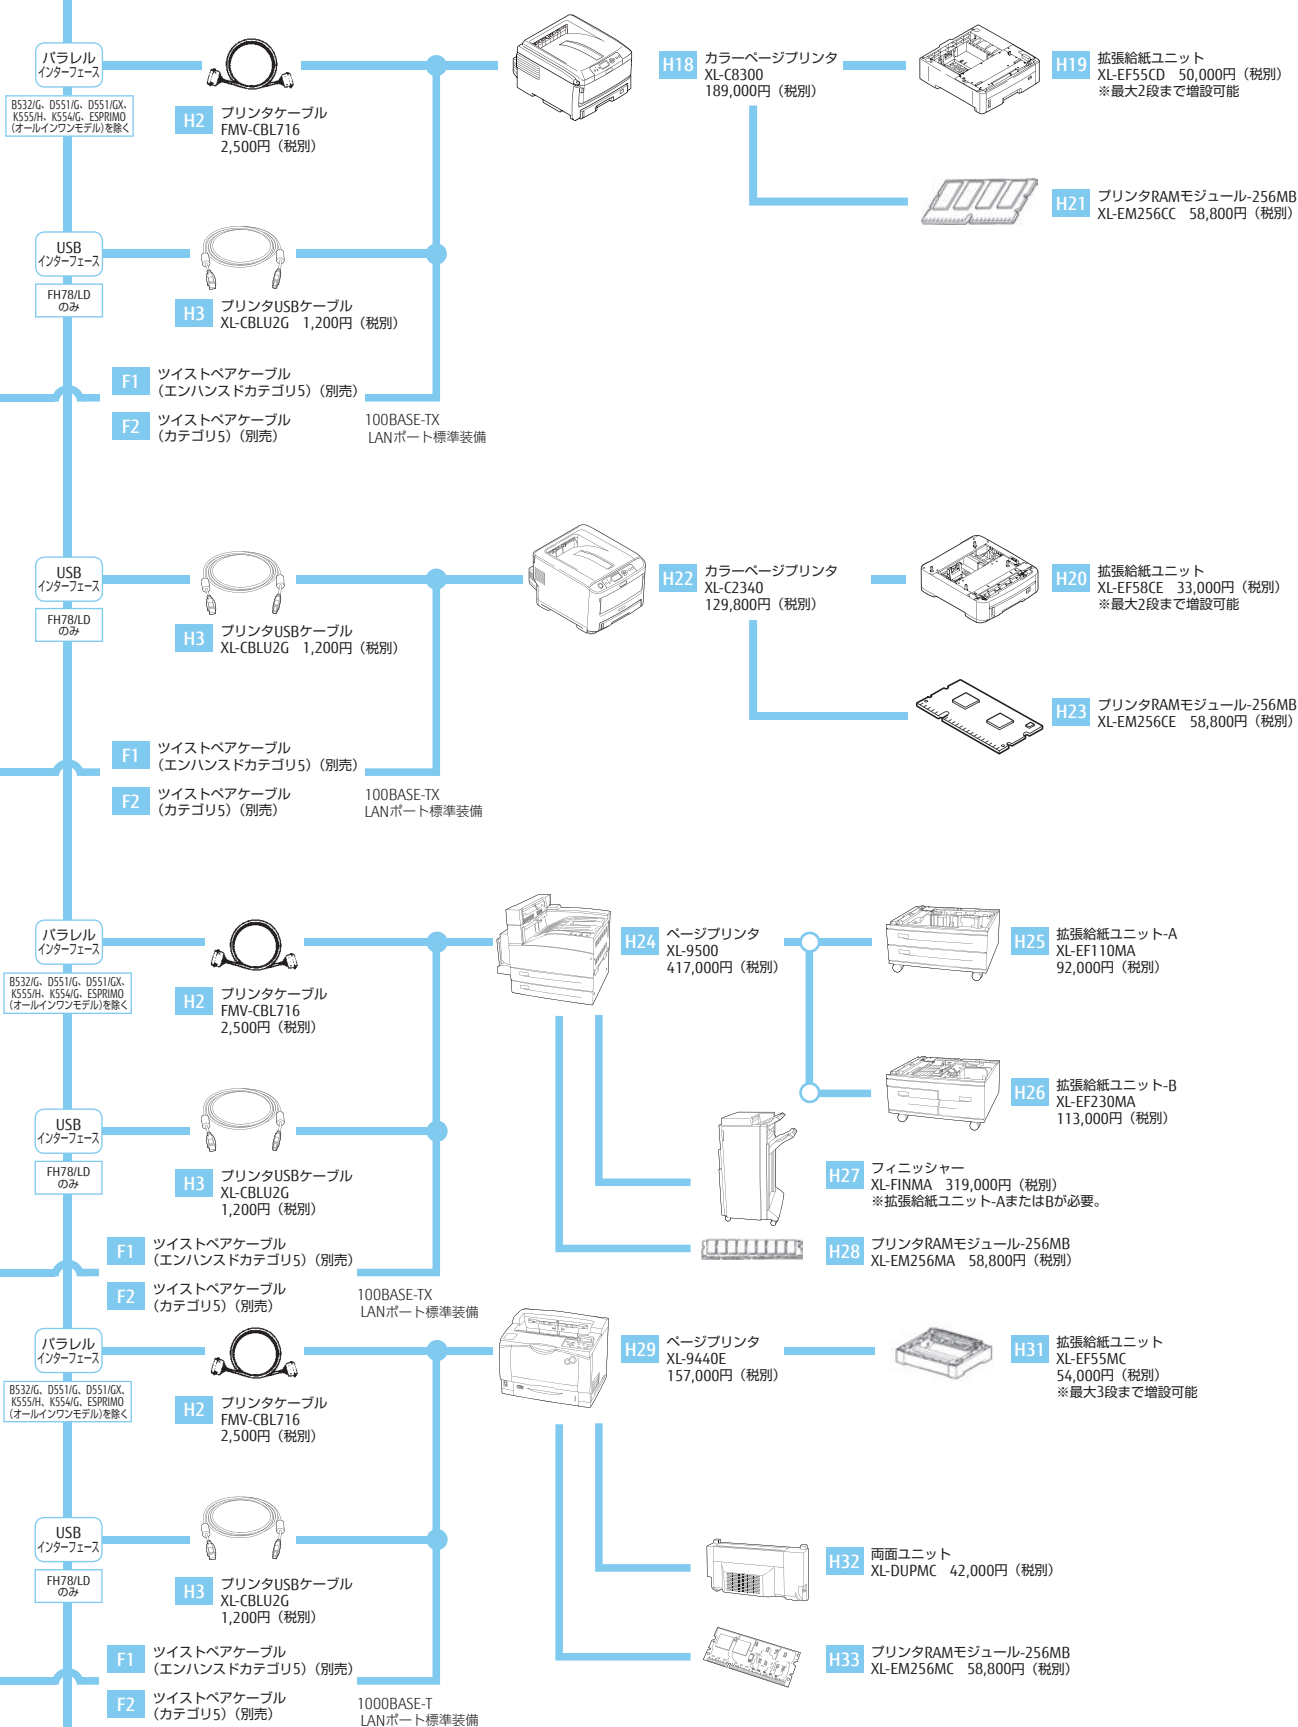 パラレル
インターフェース
B532/G、D551/G、D551/GX、
K555/H、K554/G、ESPRIMO
(オールインワンモデル)を除く
H2 プリンタケーブル
FMV-CBL716
2,500円（税別）
H18 カラーページプリンタ
XL-C8300
189,000円（税別）
H19 拡張給紙ユニット
XL-EF55CD 50,000円（税別）
※最大2段まで増設可能
H21 プリンタRAMモジュール-256MB
XL-EM256CC 58,800円（税別）
USB
インターフェース
FH78/LD
のみ
H3 プリンタUSBケーブル
XL-CBLU2G 1,200円（税別）
F1 ツイストペアケーブル
（エンハンスドカテゴリ5）（別売）
F2 ツイストペアケーブル
（カテゴリ5）（別売）
100BASE-TX
LANポート標準装備
USB
インターフェース
FH78/LD
のみ
H3 プリンタUSBケーブル
XL-CBLU2G 1,200円（税別）
H22 カラーページプリンタ
XL-C2340
129,800円（税別）
H20 拡張給紙ユニット
XL-EF58CE 33,000円（税別）
※最大2段まで増設可能
H23 プリンタRAMモジュール-256MB
XL-EM256CE 58,800円（税別）
F1 ツイストペアケーブル
（エンハンスドカテゴリ5）（別売）
F2 ツイストペアケーブル
（カテゴリ5）（別売）
100BASE-TX
LANポート標準装備
パラレル
インターフェース
B532/G、D551/G、D551/GX、
K555/H、K554/G、ESPRIMO
(オールインワンモデル)を除く
H2 プリンタケーブル
FMV-CBL716
2,500円（税別）
H24 ページプリンタ
XL-9500
417,000円（税別）
H25 拡張給紙ユニット-A
XL-EF110MA
92,000円（税別）
H26 拡張給紙ユニット-B
XL-EF230MA
113,000円（税別）
USB
インターフェース
FH78/LD
のみ
H3 プリンタUSBケーブル
XL-CBLU2G
1,200円（税別）
H27 フィニッシャー
XL-FINMA 319,000円（税別）
※拡張給紙ユニット-AまたはBが必要。
H28 プリンタRAMモジュール-256MB
XL-EM256MA 58,800円（税別）
F1 ツイストペアケーブル
（エンハンスドカテゴリ5）（別売）
F2 ツイストペアケーブル
（カテゴリ5）（別売）
100BASE-TX
LANポート標準装備
パラレル
インターフェース
B532/G、D551/G、D551/GX、
K555/H、K554/G、ESPRIMO
(オールインワンモデル)を除く
H2 プリンタケーブル
FMV-CBL716
2,500円（税別）
H29 ページプリンタ
XL-9440E
157,000円（税別）
H31 拡張給紙ユニット
XL-EF55MC
54,000円（税別）
※最大3段まで増設可能
USB
インターフェース
FH78/LD
のみ
H3 プリンタUSBケーブル
XL-CBLU2G
1,200円（税別）
H32 両面ユニット
XL-DUPMC 42,000円（税別）
H33 プリンタRAMモジュール-256MB
XL-EM256MC 58,800円（税別）
F1 ツイストペアケーブル
（エンハンスドカテゴリ5）（別売）
F2 ツイストペアケーブル
（カテゴリ5）（別売）
1000BASE-T
LANポート標準装備